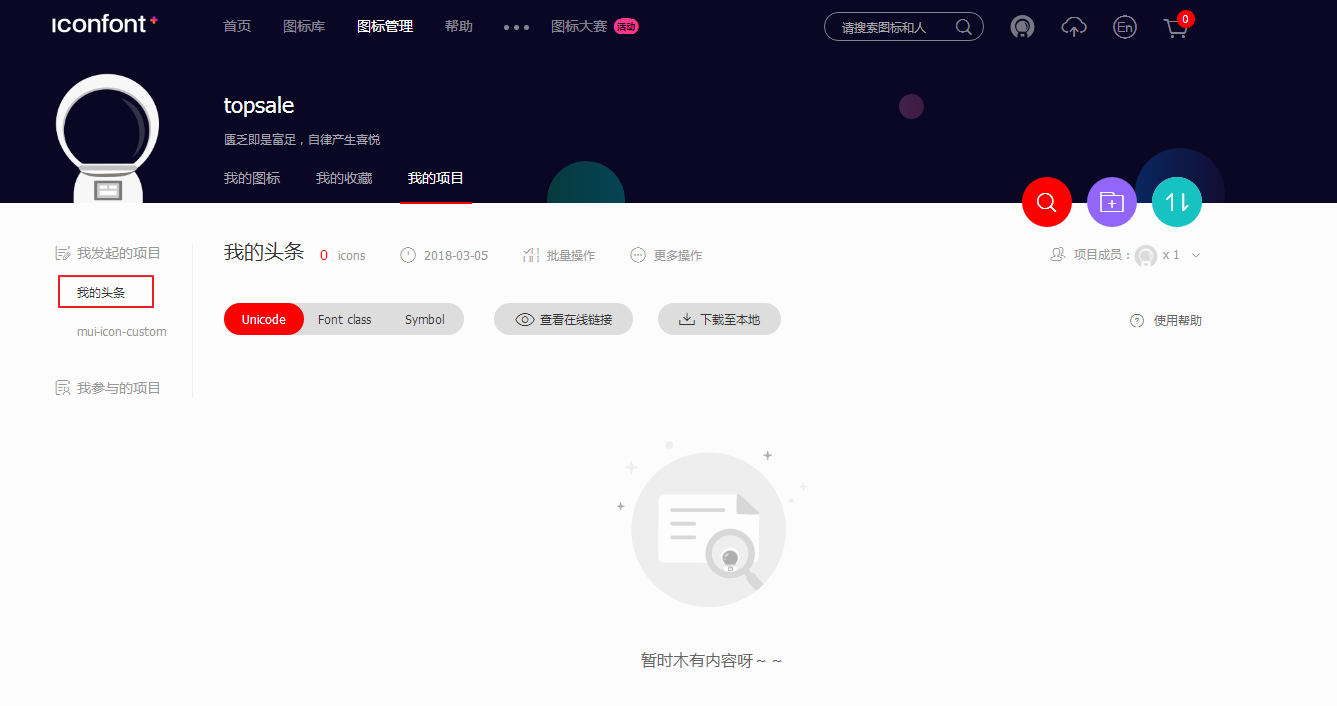 iconfont+ 首页 图标库 图标管理 帮助 ••• 图标大赛 活动 请搜索图标和人 En 0
topsale
匮乏即是富足，自律产生喜悦
我的图标 我的收藏 我的项目
我发起的项目
我的头条
mui-icon-custom
我参与的项目
我的头条 0 icons 2018-03-05 批量操作 更多操作 项目成员： x 1
Unicode Font class Symbol 查看在线链接 下载至本地 使用帮助
暂时木有内容呀～～